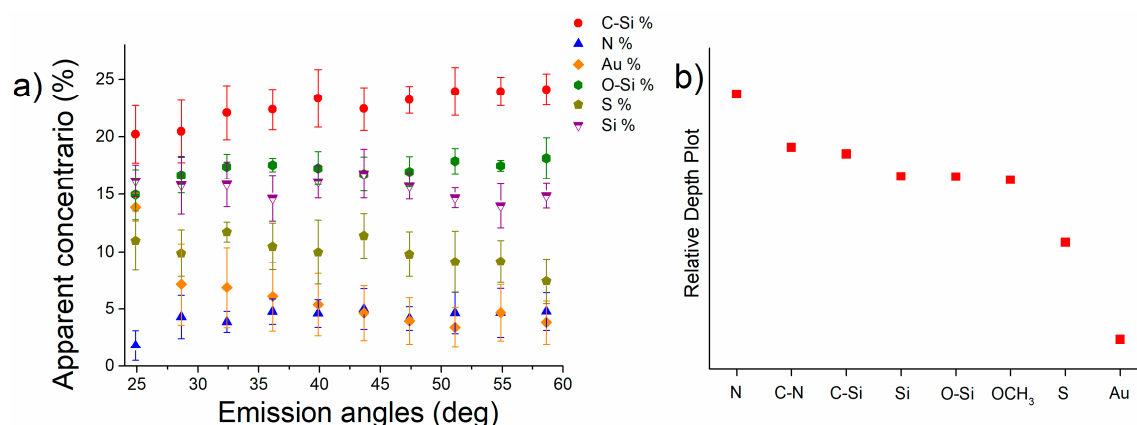 a)
Apparent concentrario (%)
25
20
15
10
5
0
25 30 35 40 45 50 55 60
Emission angles (deg)
C-Si %
N %
Au %
O-Si %
S %
Si %
b)
Relative Depth Plot
N C-N C-Si Si O-Si OCH₃ S Au